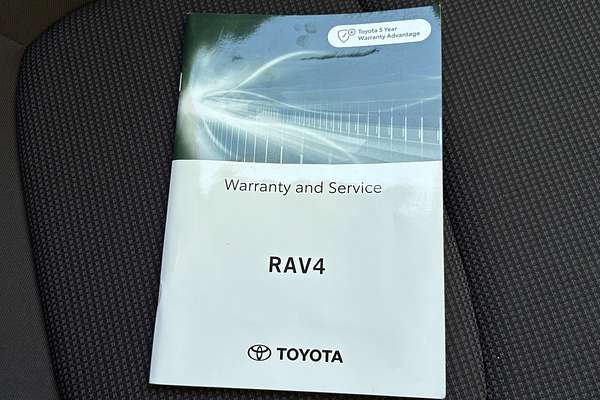 Toyota 5 Year
Warranty Advantage
Warranty and Service
RAV4
TOYOTA